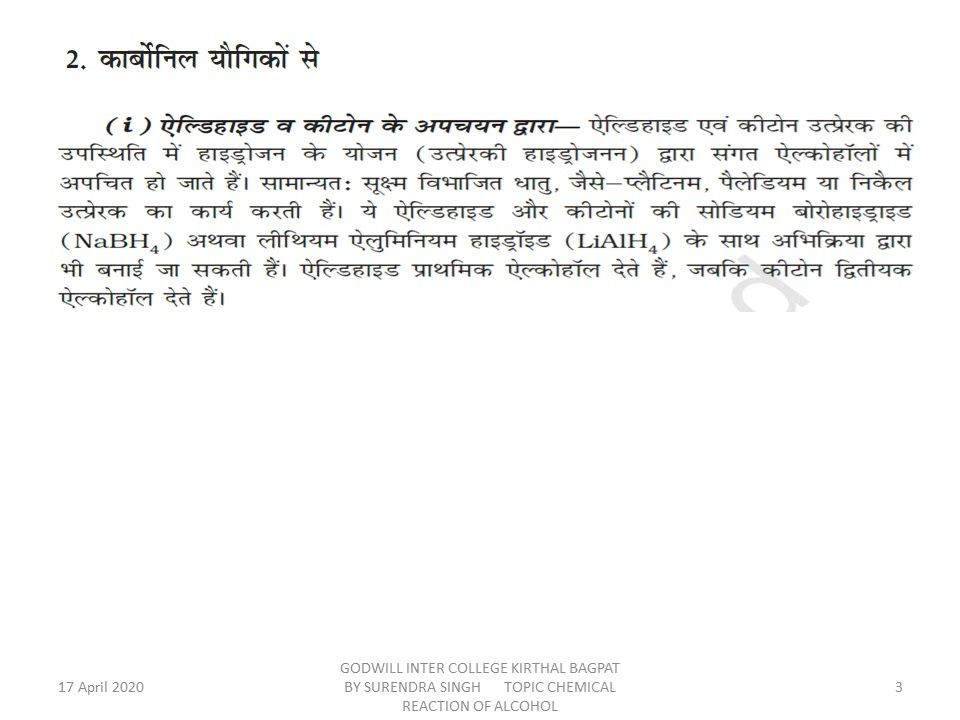 2. कार्बोनिल यौगिकों से
(i) ऐल्डिहाइड व कीटोन के अपचयन द्वारा— ऐल्डिहाइड एवं कीटोन उत्प्रेरक की
उपस्थिति में हाइड्रोजन के योजन (उत्प्रेरकी हाइड्रोजनन) द्वारा संगत ऐल्कोहॉलों में
अपचित हो जाते हैं। सामान्यत: सूक्ष्म विभाजित धातु, जैसे—प्लैटिनम, पैलेडियम या निकैल
उत्प्रेरक का कार्य करती हैं। ये ऐल्डिहाइड और कीटोनों की सोडियम बोरोहाइड्राइड
(NaBH₄) अथवा लीथियम ऐलुमिनियम हाइड्रॉइड (LiAlH₄) के साथ अभिक्रिया द्वारा
भी बनाई जा सकती हैं। ऐल्डिहाइड प्राथमिक ऐल्कोहॉल देते हैं, जबकि कीटोन द्वितीयक
ऐल्कोहॉल देते हैं।
17 April 2020
GODWILL INTER COLLEGE KIRTHAL BAGPAT
BY SURENDRA SINGH TOPIC CHEMICAL
REACTION OF ALCOHOL
3